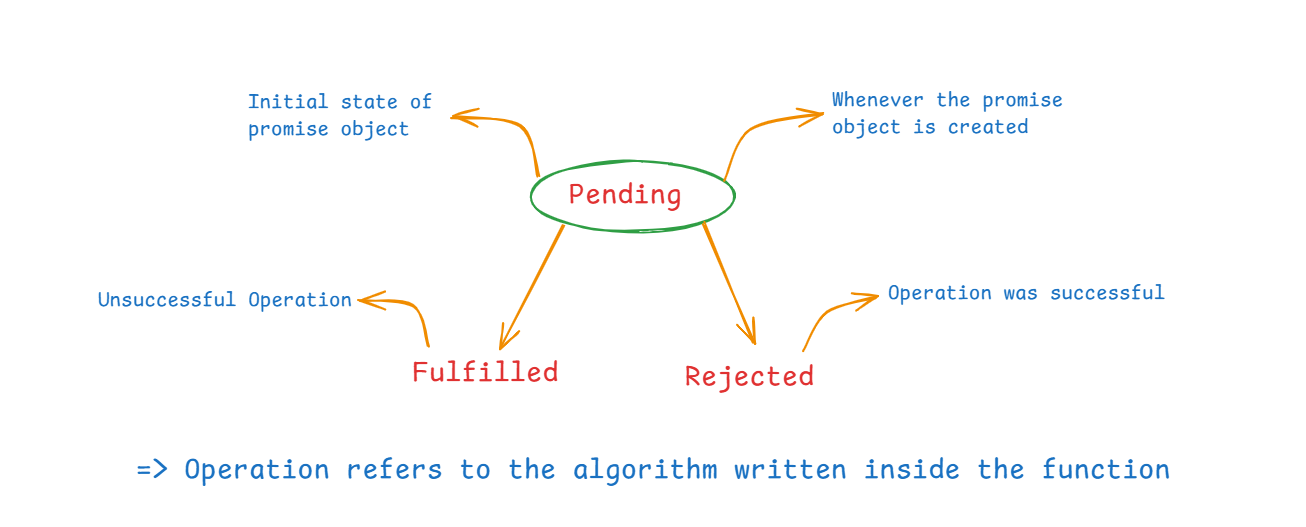 Initial state of
promise object
Whenever the promise
object is created
Pending
Unsuccessful Operation
Operation was successful
Fulfilled
Rejected
=> Operation refers to the algorithm written inside the function